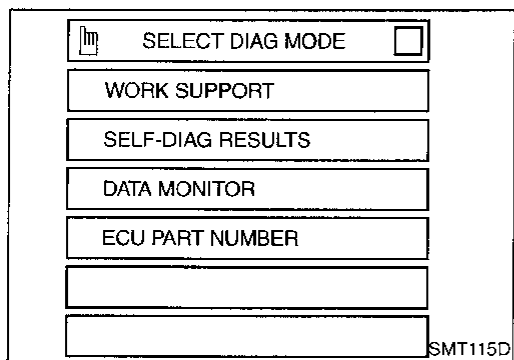 SELECT DIAG MODE
WORK SUPPORT
SELF-DIAG RESULTS
DATA MONITOR
ECU PART NUMBER
SMT115D